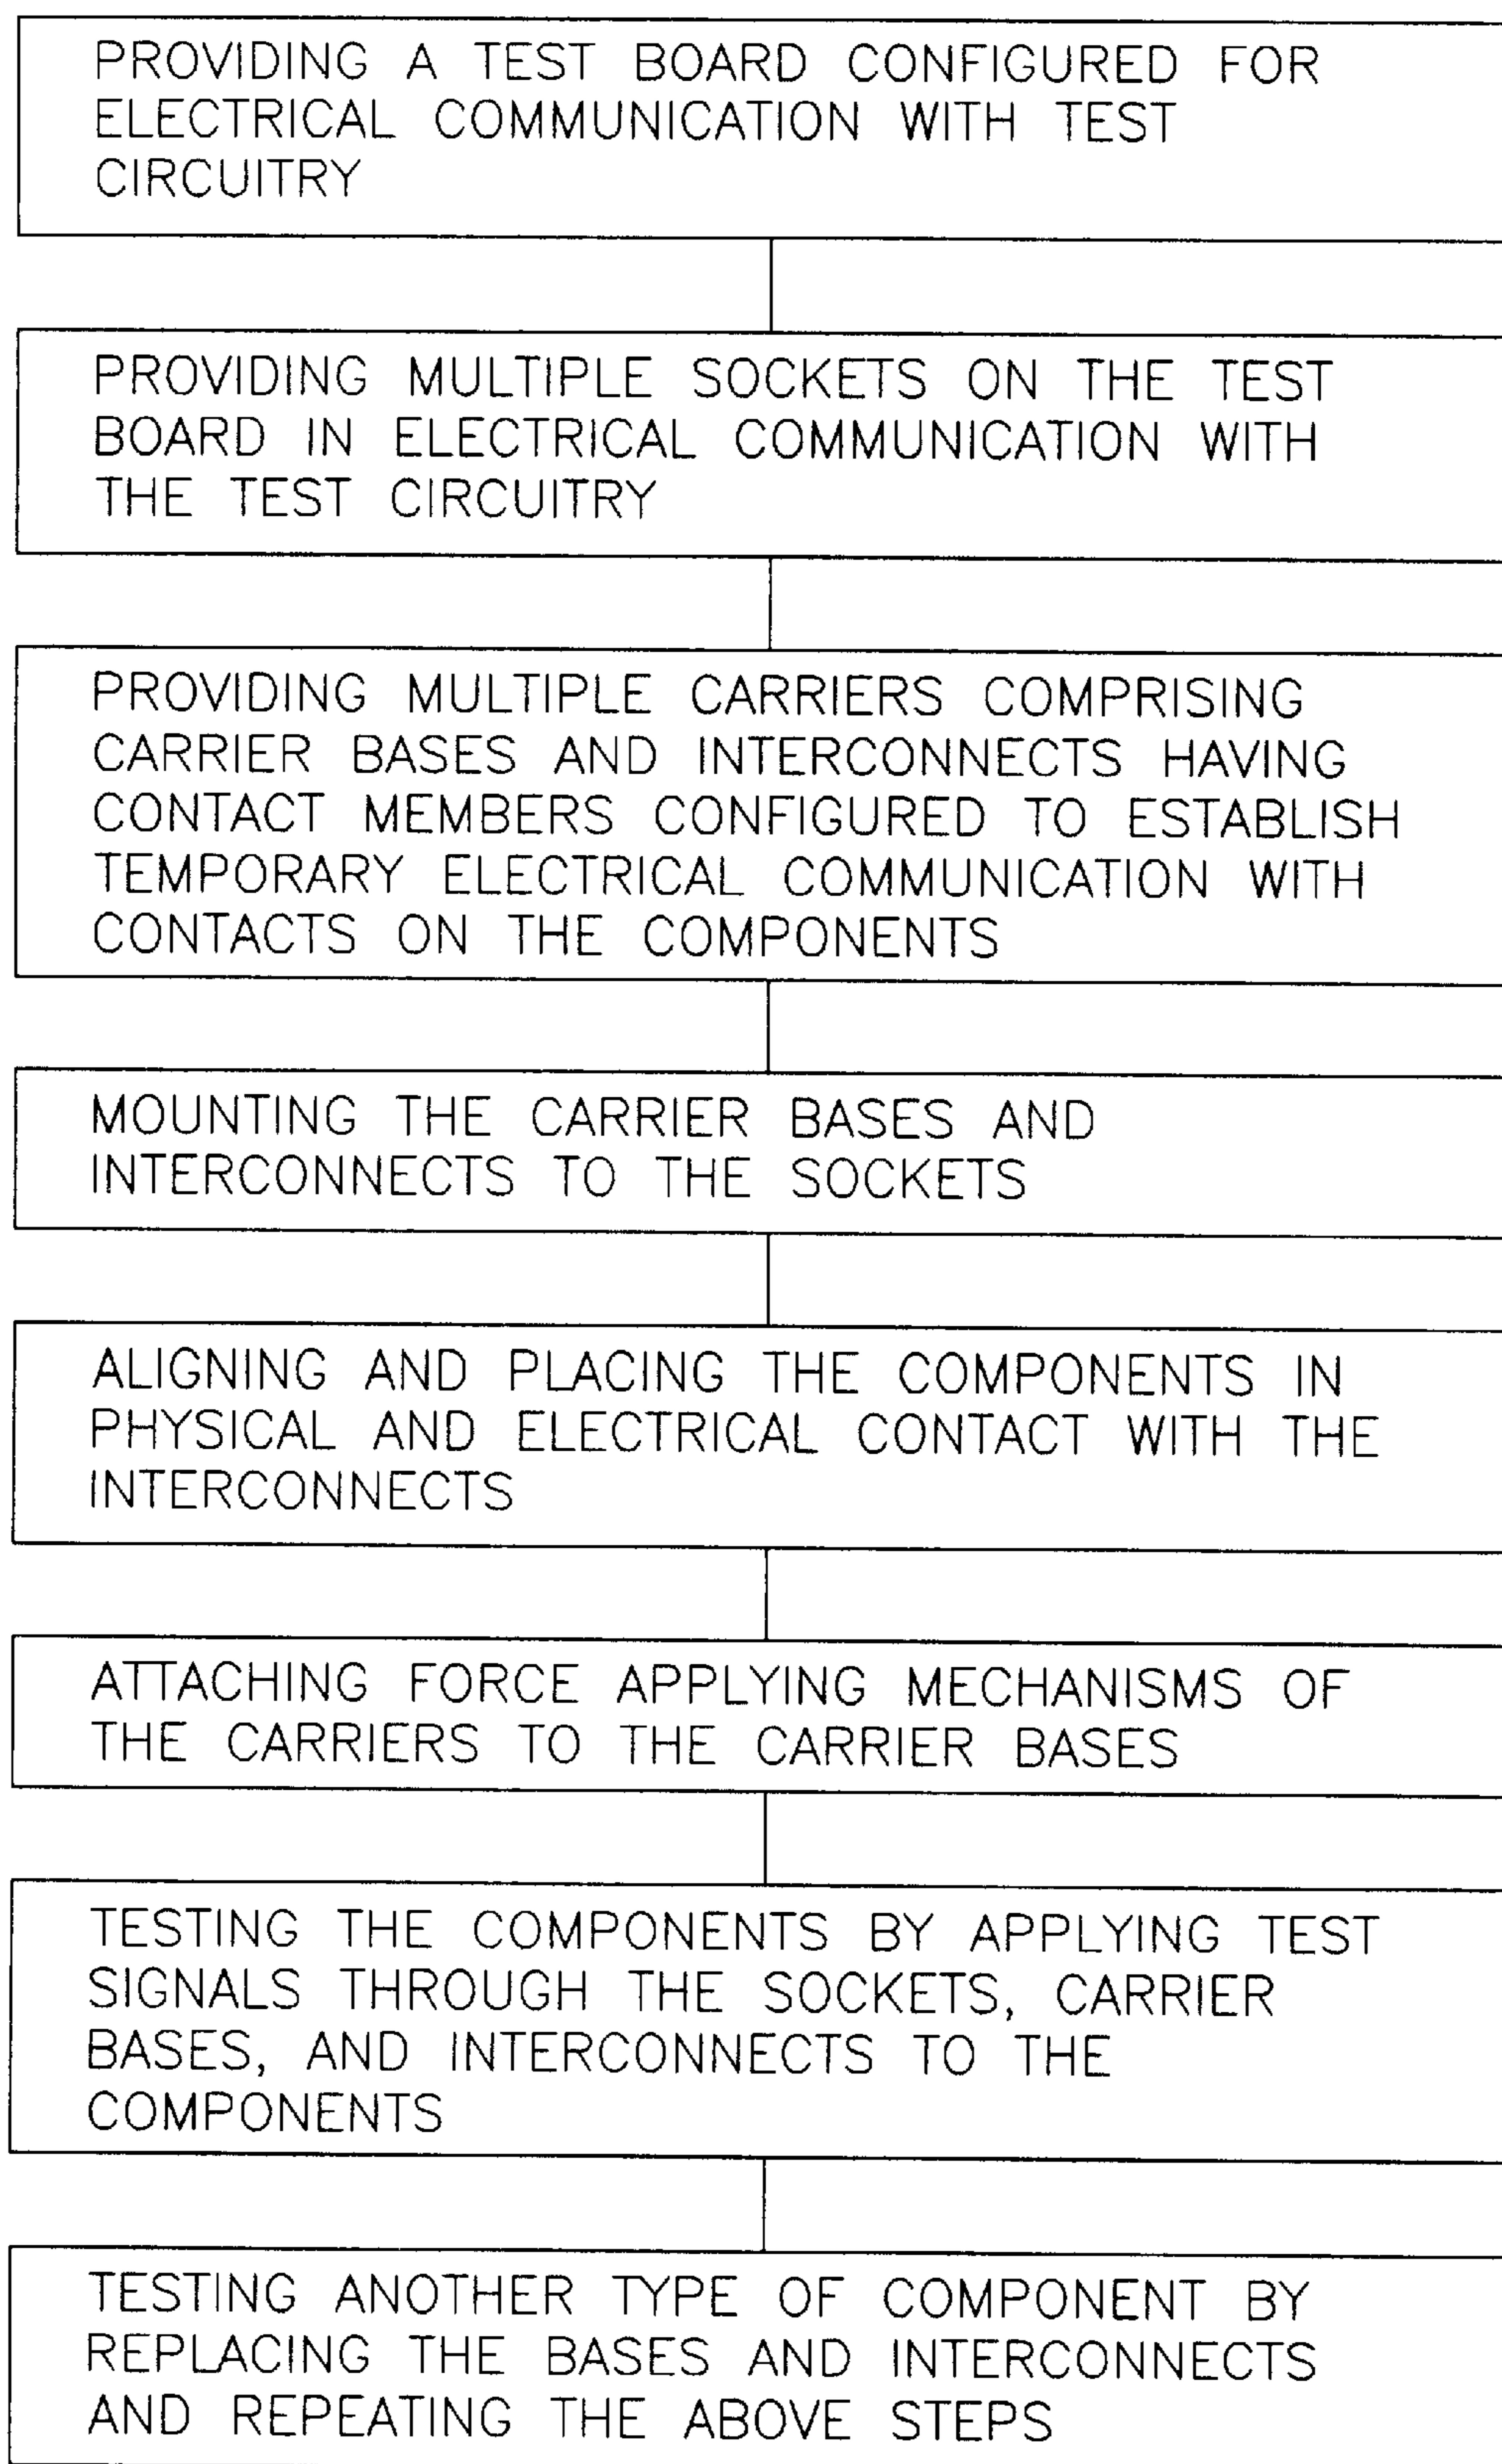 PROVIDING A TEST BOARD CONFIGURED FOR
ELECTRICAL COMMUNICATION WITH TEST
CIRCUITRY
PROVIDING MULTIPLE SOCKETS ON THE TEST
BOARD IN ELECTRICAL COMMUNICATION WITH
THE TEST CIRCUITRY
PROVIDING MULTIPLE CARRIERS COMPRISING
CARRIER BASES AND INTERCONNECTS HAVING
CONTACT MEMBERS CONFIGURED TO ESTABLISH
TEMPORARY ELECTRICAL COMMUNICATION WITH
CONTACTS ON THE COMPONENTS
MOUNTING THE CARRIER BASES AND
INTERCONNECTS TO THE SOCKETS
ALIGNING AND PLACING THE COMPONENTS IN
PHYSICAL AND ELECTRICAL CONTACT WITH THE
INTERCONNECTS
ATTACHING FORCE APPLYING MECHANISMS OF
THE CARRIERS TO THE CARRIER BASES
TESTING THE COMPONENTS BY APPLYING TEST
SIGNALS THROUGH THE SOCKETS, CARRIER
BASES, AND INTERCONNECTS TO THE
COMPONENTS
TESTING ANOTHER TYPE OF COMPONENT BY
REPLACING THE BASES AND INTERCONNECTS
AND REPEATING THE ABOVE STEPS